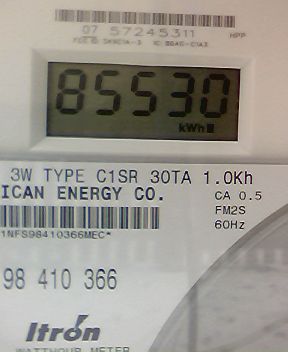 07 57245311 HPP
85530
kWh
3W TYPE C1SR 30TA 1.0Kh
ICAN ENERGY CO. CA 0.5
FM2S
60Hz
1NFS98410366MEC*
98 410 366
Itron
WATTHOUR METER